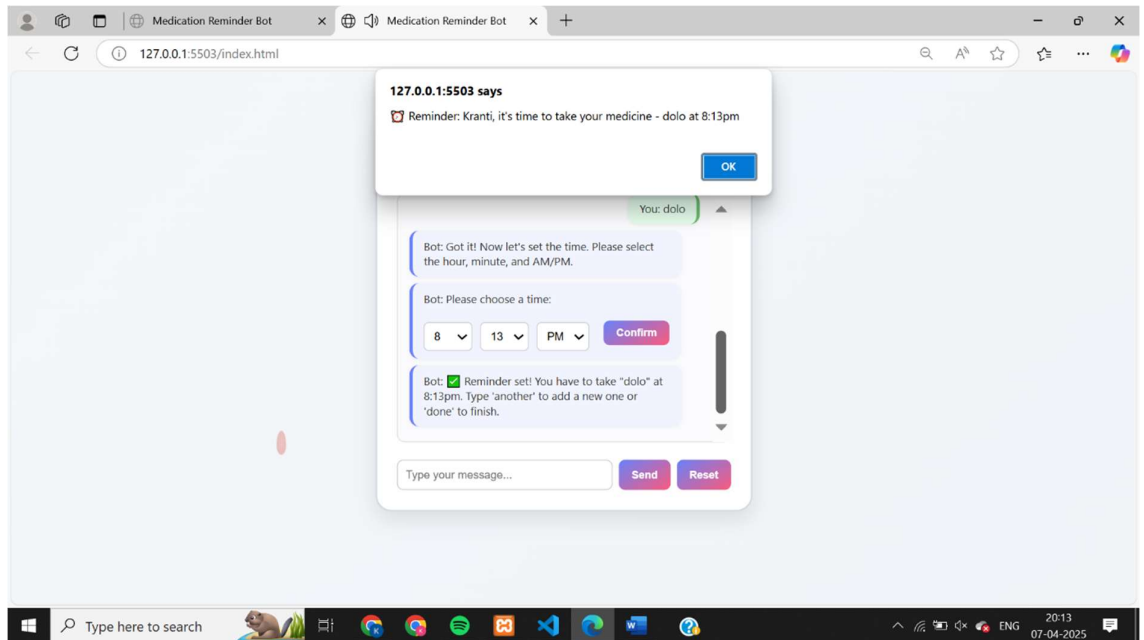 Medication Reminder Bot
Medication Reminder Bot
127.0.0.1:5503/index.html
127.0.0.1:5503 says
⏰ Reminder: Kranti, it's time to take your medicine - dolo at 8:13pm
OK
You: dolo
Bot: Got it! Now let's set the time. Please select
the hour, minute, and AM/PM.
Bot: Please choose a time:
8 13 PM Confirm
Bot: ✅ Reminder set! You have to take "dolo" at
8:13pm. Type 'another' to add a new one or
'done' to finish.
Type your message...
Send
Reset
Type here to search
ENG
20:13
07-04-2025